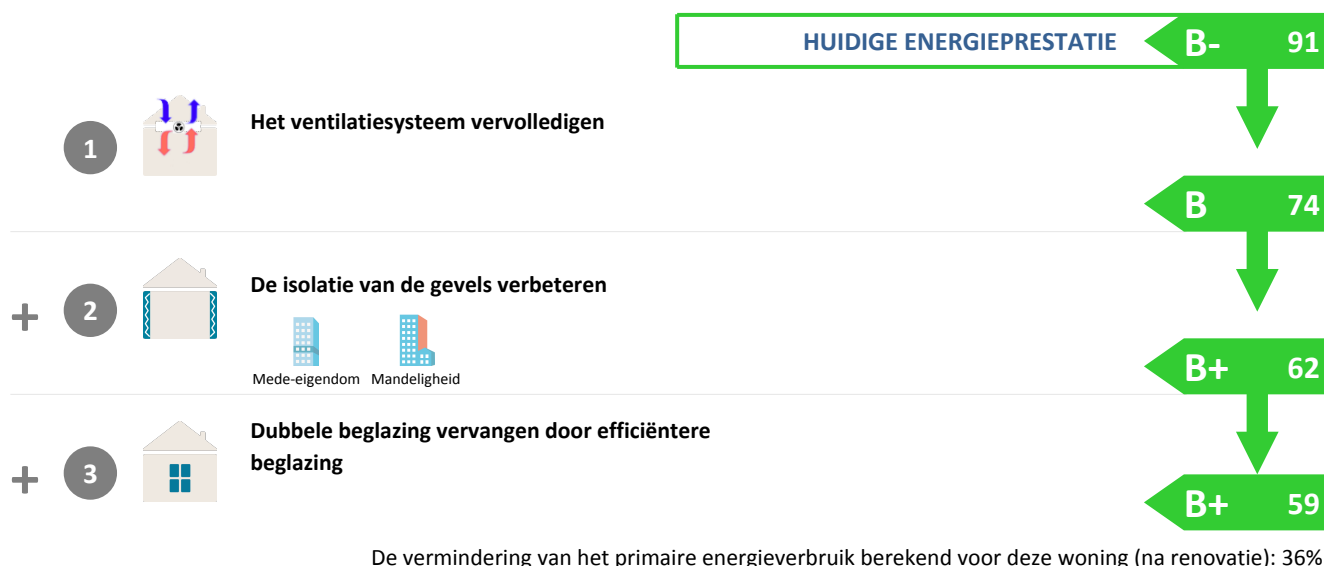 HUIDIGE ENERGIEPRESTATIE B- 91
1 Het ventilatiesysteem vervolledigen
B 74
+ 2 De isolatie van de gevels verbeteren
Mede-eigendom Mandeligheid
B+ 62
+ 3 Dubbele beglazing vervangen door efficiëntere
beglazing
B+ 59
De vermindering van het primaire energieverbruik berekend voor deze woning (na renovatie): 36%